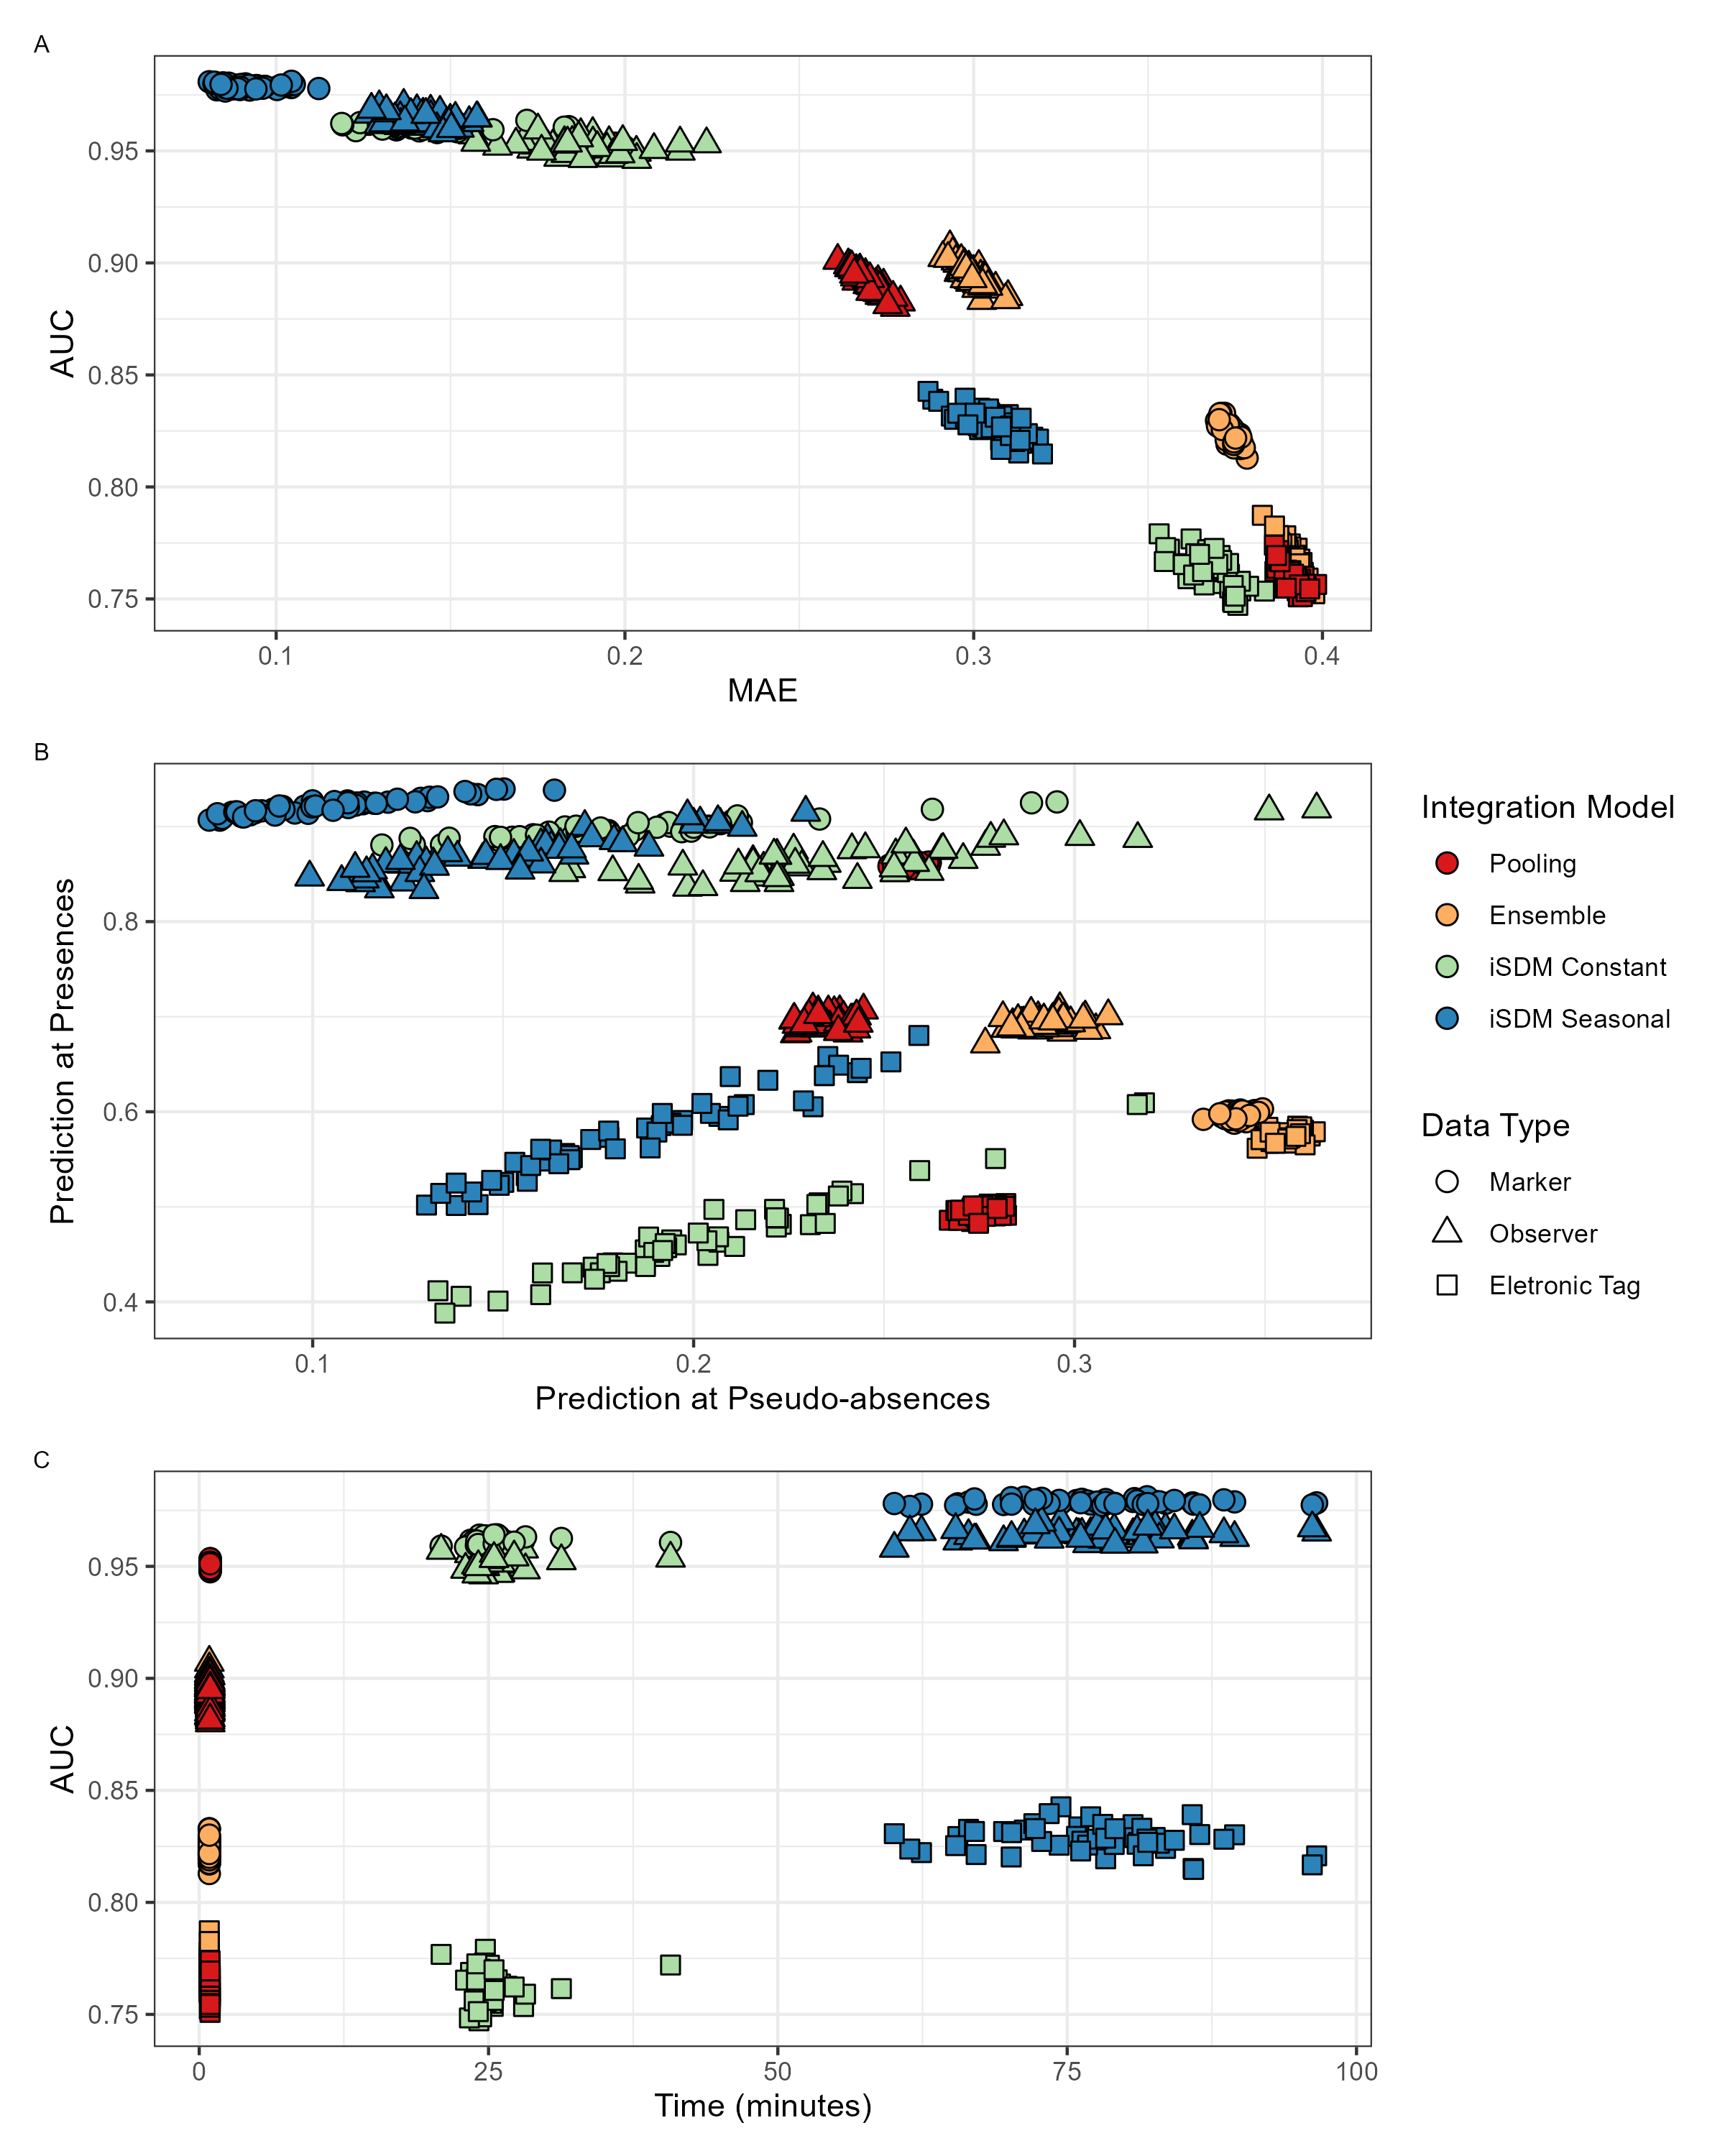 A
AUC
0.95
0.90
0.85
0.80
0.75
0.1 0.2 0.3 0.4
MAE
B
Prediction at Presences
0.8
0.6
0.4
0.1 0.2 0.3
Prediction at Pseudo-absences
Integration Model
Pooling
Ensemble
iSDM Constant
iSDM Seasonal
Data Type
Marker
Observer
Eletronic Tag
C
AUC
0.95
0.90
0.85
0.80
0.75
0 25 50 75 100
Time (minutes)